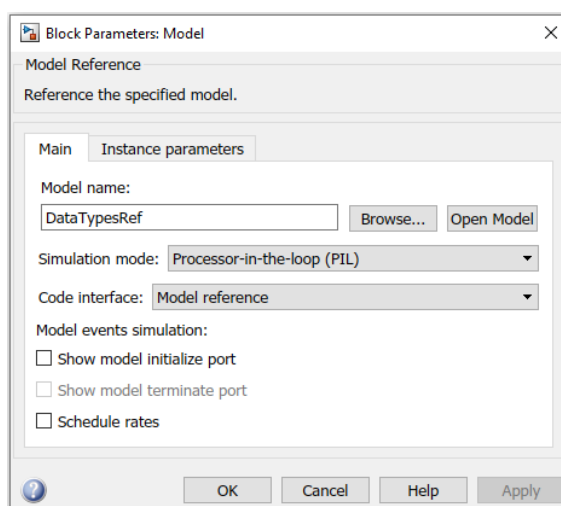 Block Parameters: Model
Model Reference
Reference the specified model.
Main Instance parameters
Model name:
DataTypesRef Browse... Open Model
Simulation mode: Processor-in-the-loop (PIL)
Code interface: Model reference
Model events simulation:
Show model initialize port
Show model terminate port
Schedule rates
? OK Cancel Help Apply